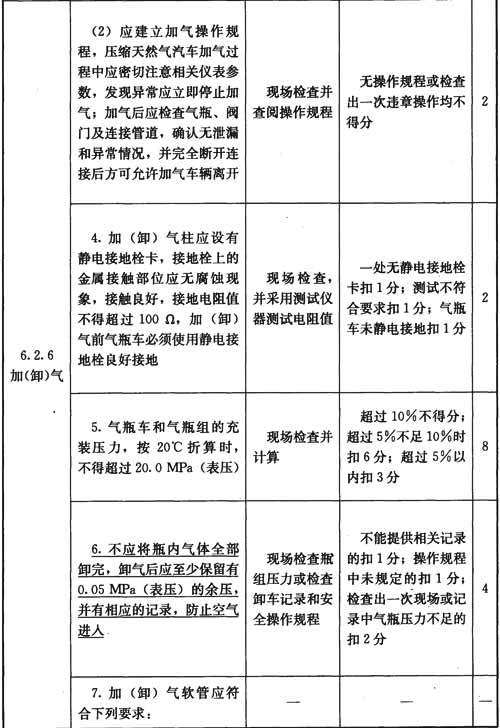 (2) 应建立加气操作规
程，压缩天然气汽车加气过
程中应密切注意相关仪表参
数，发现异常应立即停止加
气；加气后应检查气瓶、阀
门及连接管道，确认无泄漏
和异常情况，并完全断开连
接后方可允许加气车辆离开
现场检查并
查阅操作规程
无操作规程或检查
出一次违章操作均不
得分
2
6.2.6
加(卸)气
4. 加（卸）气柱应设有
静电接地栓卡，接地栓上的
金属接触部位应无腐蚀现
象，接触良好，接地电阻值
不得超过 100 Ω，加（卸）
气前气瓶车必须使用静电接
地栓良好接地
现场检查，
并采用测试仪
器测试电阻值
一处无静电接地栓
卡扣 1 分；测试不符
合要求扣 1 分；气瓶
车未静电接地扣 1 分
2
5. 气瓶车和气瓶组的充
装压力，按 20℃ 折算时，
不得超过 20.0 MPa（表压）
现场检查并
计算
超过 10％不得分；
超过 5％不足 10％时
扣 6 分；超过 5％以
内扣 3 分
8
6. 不应将瓶内气体全部
卸完，卸气后应至少保留有
0.05 MPa（表压）的余压，
并有相应的记录，防止空气
进入
现场检查瓶
组压力或检查
卸车记录和安
全操作规程
不能提供相关记录
的扣 1 分；操作规程
中未规定的扣 1 分；
检查出一次现场或记
录中气瓶压力不足的
扣 2 分
4
7. 加（卸）气软管应符
合下列要求：
—
—
—